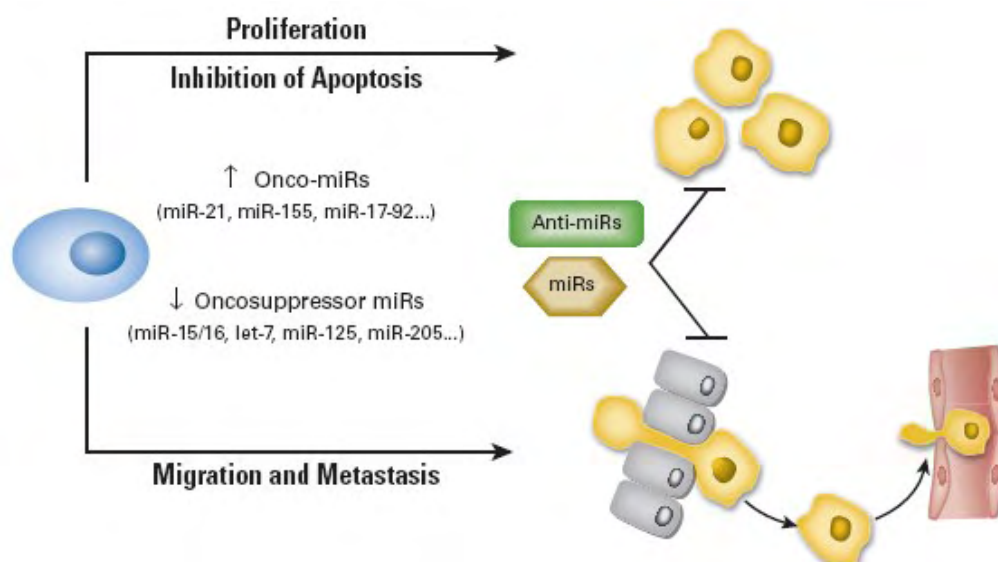 Proliferation
Inhibition of Apoptosis
↑ Onco-miRs
(miR-21, miR-155, miR-17-92...)
Anti-miRs
miRs
↓ Oncosuppressor miRs
(miR-15/16, let-7, miR-125, miR-205...)
Migration and Metastasis